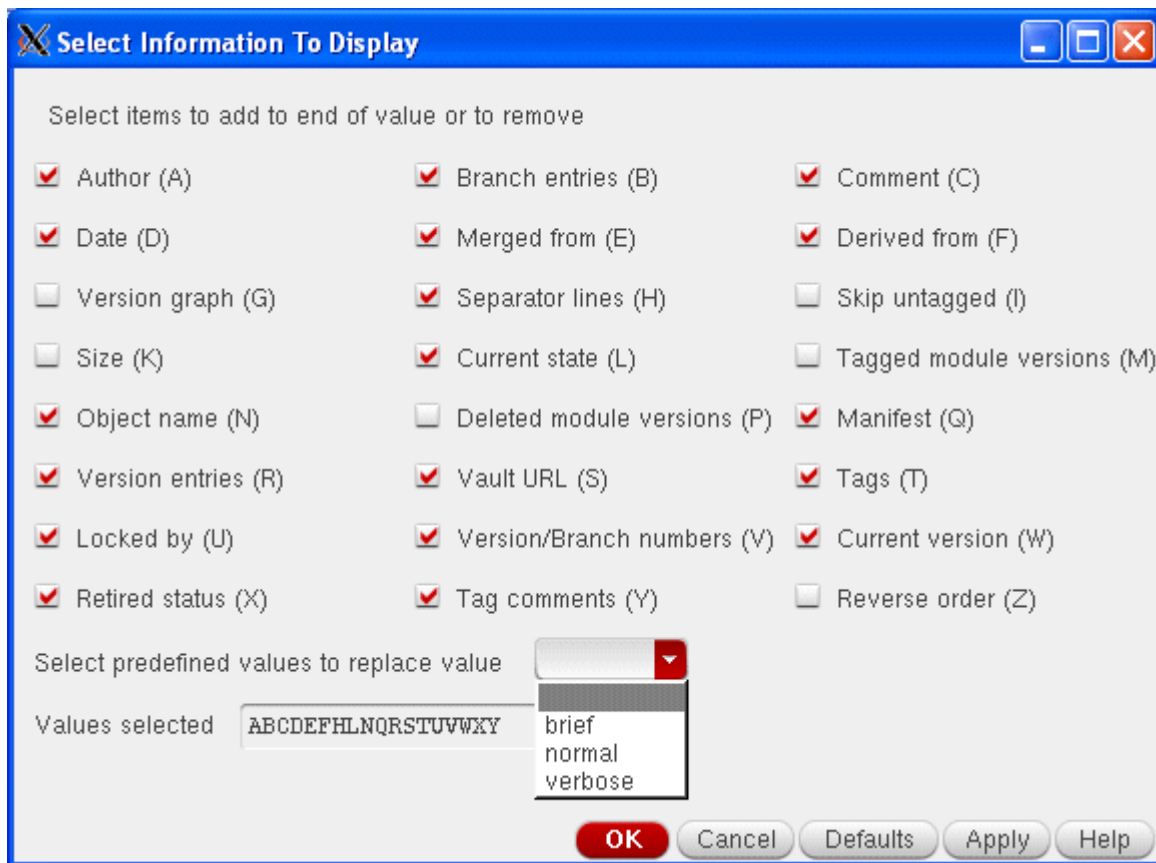 Select Information To Display
Select items to add to end of value or to remove
Author (A) Branch entries (B) Comment (C)
Date (D) Merged from (E) Derived from (F)
Version graph (G) Separator lines (H) Skip untagged (I)
Size (K) Current state (L) Tagged module versions (M)
Object name (N) Deleted module versions (P) Manifest (Q)
Version entries (R) Vault URL (S) Tags (T)
Locked by (U) Version/Branch numbers (V) Current version (W)
Retired status (X) Tag comments (Y) Reverse order (Z)
Select predefined values to replace value
Values selected ABCDEFHLNQRSTUVWXY brief
normal
verbose
OK Cancel Defaults Apply Help